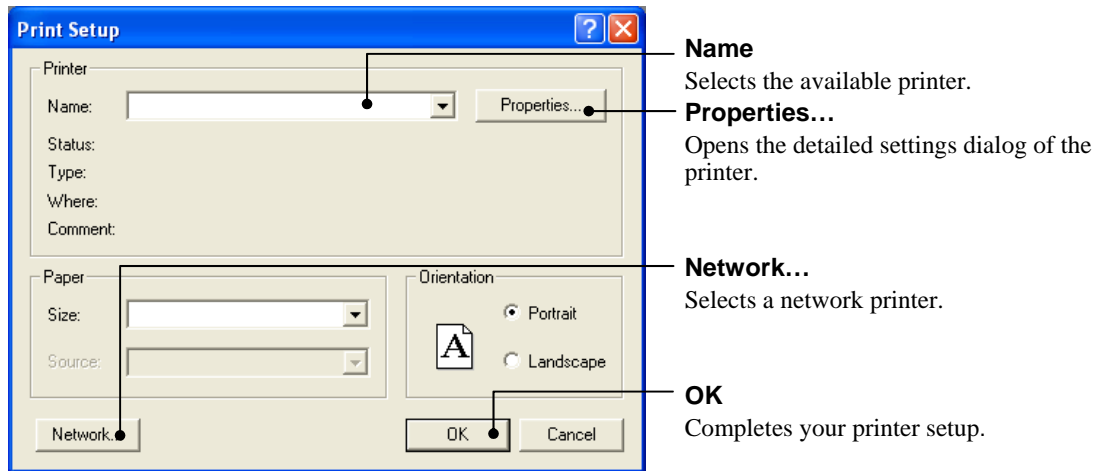 Print Setup
Printer
Name:
Properties...
Status:
Type:
Where:
Comment:
Paper
Size:
Source:
Orientation
A
Portrait
Landscape
Network...
OK
Cancel
Name
Selects the available printer.
Properties…
Opens the detailed settings dialog of the
printer.
Network…
Selects a network printer.
OK
Completes your printer setup.